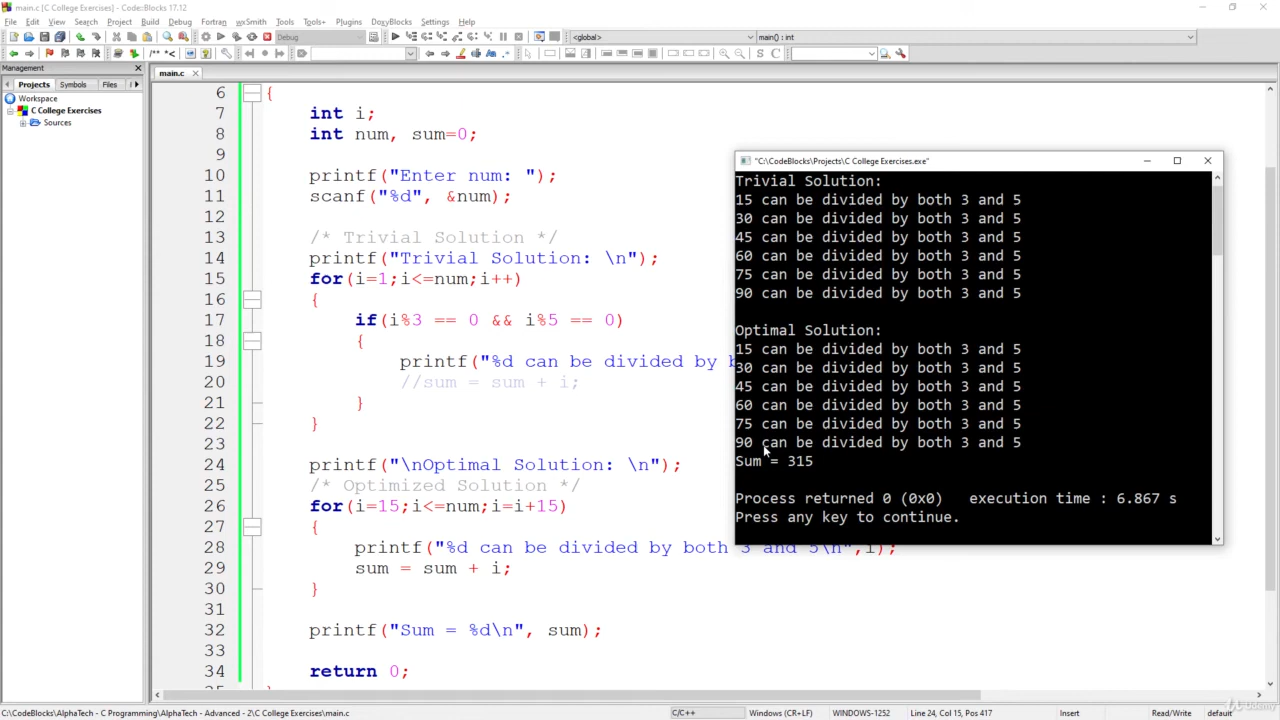 main.c [C College Exercises] - Code::Blocks 17.12
File Edit View Search Project Build Debug Fortran wxSmith Tools Tools+ Plugins DoxyBlocks Settings Help
Debug
<global>
main() : int
/** *<
Aa
.*
S C
Management
Projects Symbols Files
Workspace
C College Exercises
Sources
main.c
6 {
7 int i;
8 int num, sum=0;
9
10 printf("Enter num: ");
11 scanf("%d", &num);
12
13 /* Trivial Solution */
14 printf("Trivial Solution: \n");
15 for(i=1;i<=num;i++)
16 {
17 if(i%3 == 0 && i%5 == 0)
18 {
19 printf("%d can be divided by b
20 //sum = sum + i;
21 }
22 }
23
24 printf("\nOptimal Solution: \n");
25 /* Optimized Solution */
26 for(i=15;i<=num;i=i+15)
27 {
28 printf("%d can be divided by both 3 and 5\n",i);
29 sum = sum + i;
30 }
31
32 printf("Sum = %d\n", sum);
33
34 return 0;
"C:\CodeBlocks\Projects\C College Exercises.exe"
Trivial Solution:
15 can be divided by both 3 and 5
30 can be divided by both 3 and 5
45 can be divided by both 3 and 5
60 can be divided by both 3 and 5
75 can be divided by both 3 and 5
90 can be divided by both 3 and 5
Optimal Solution:
15 can be divided by both 3 and 5
30 can be divided by both 3 and 5
45 can be divided by both 3 and 5
60 can be divided by both 3 and 5
75 can be divided by both 3 and 5
90 can be divided by both 3 and 5
Sum = 315
Process returned 0 (0x0) execution time : 6.867 s
Press any key to continue.
C:\CodeBlocks\AlphaTech - C Programming\AlphaTech - Advanced - 2\C College Exercises\main.c
C/C++
Windows (CR+LF)
WINDOWS-1252
Line 24, Col 15, Pos 417
Insert
Read/Write
default
Udemy